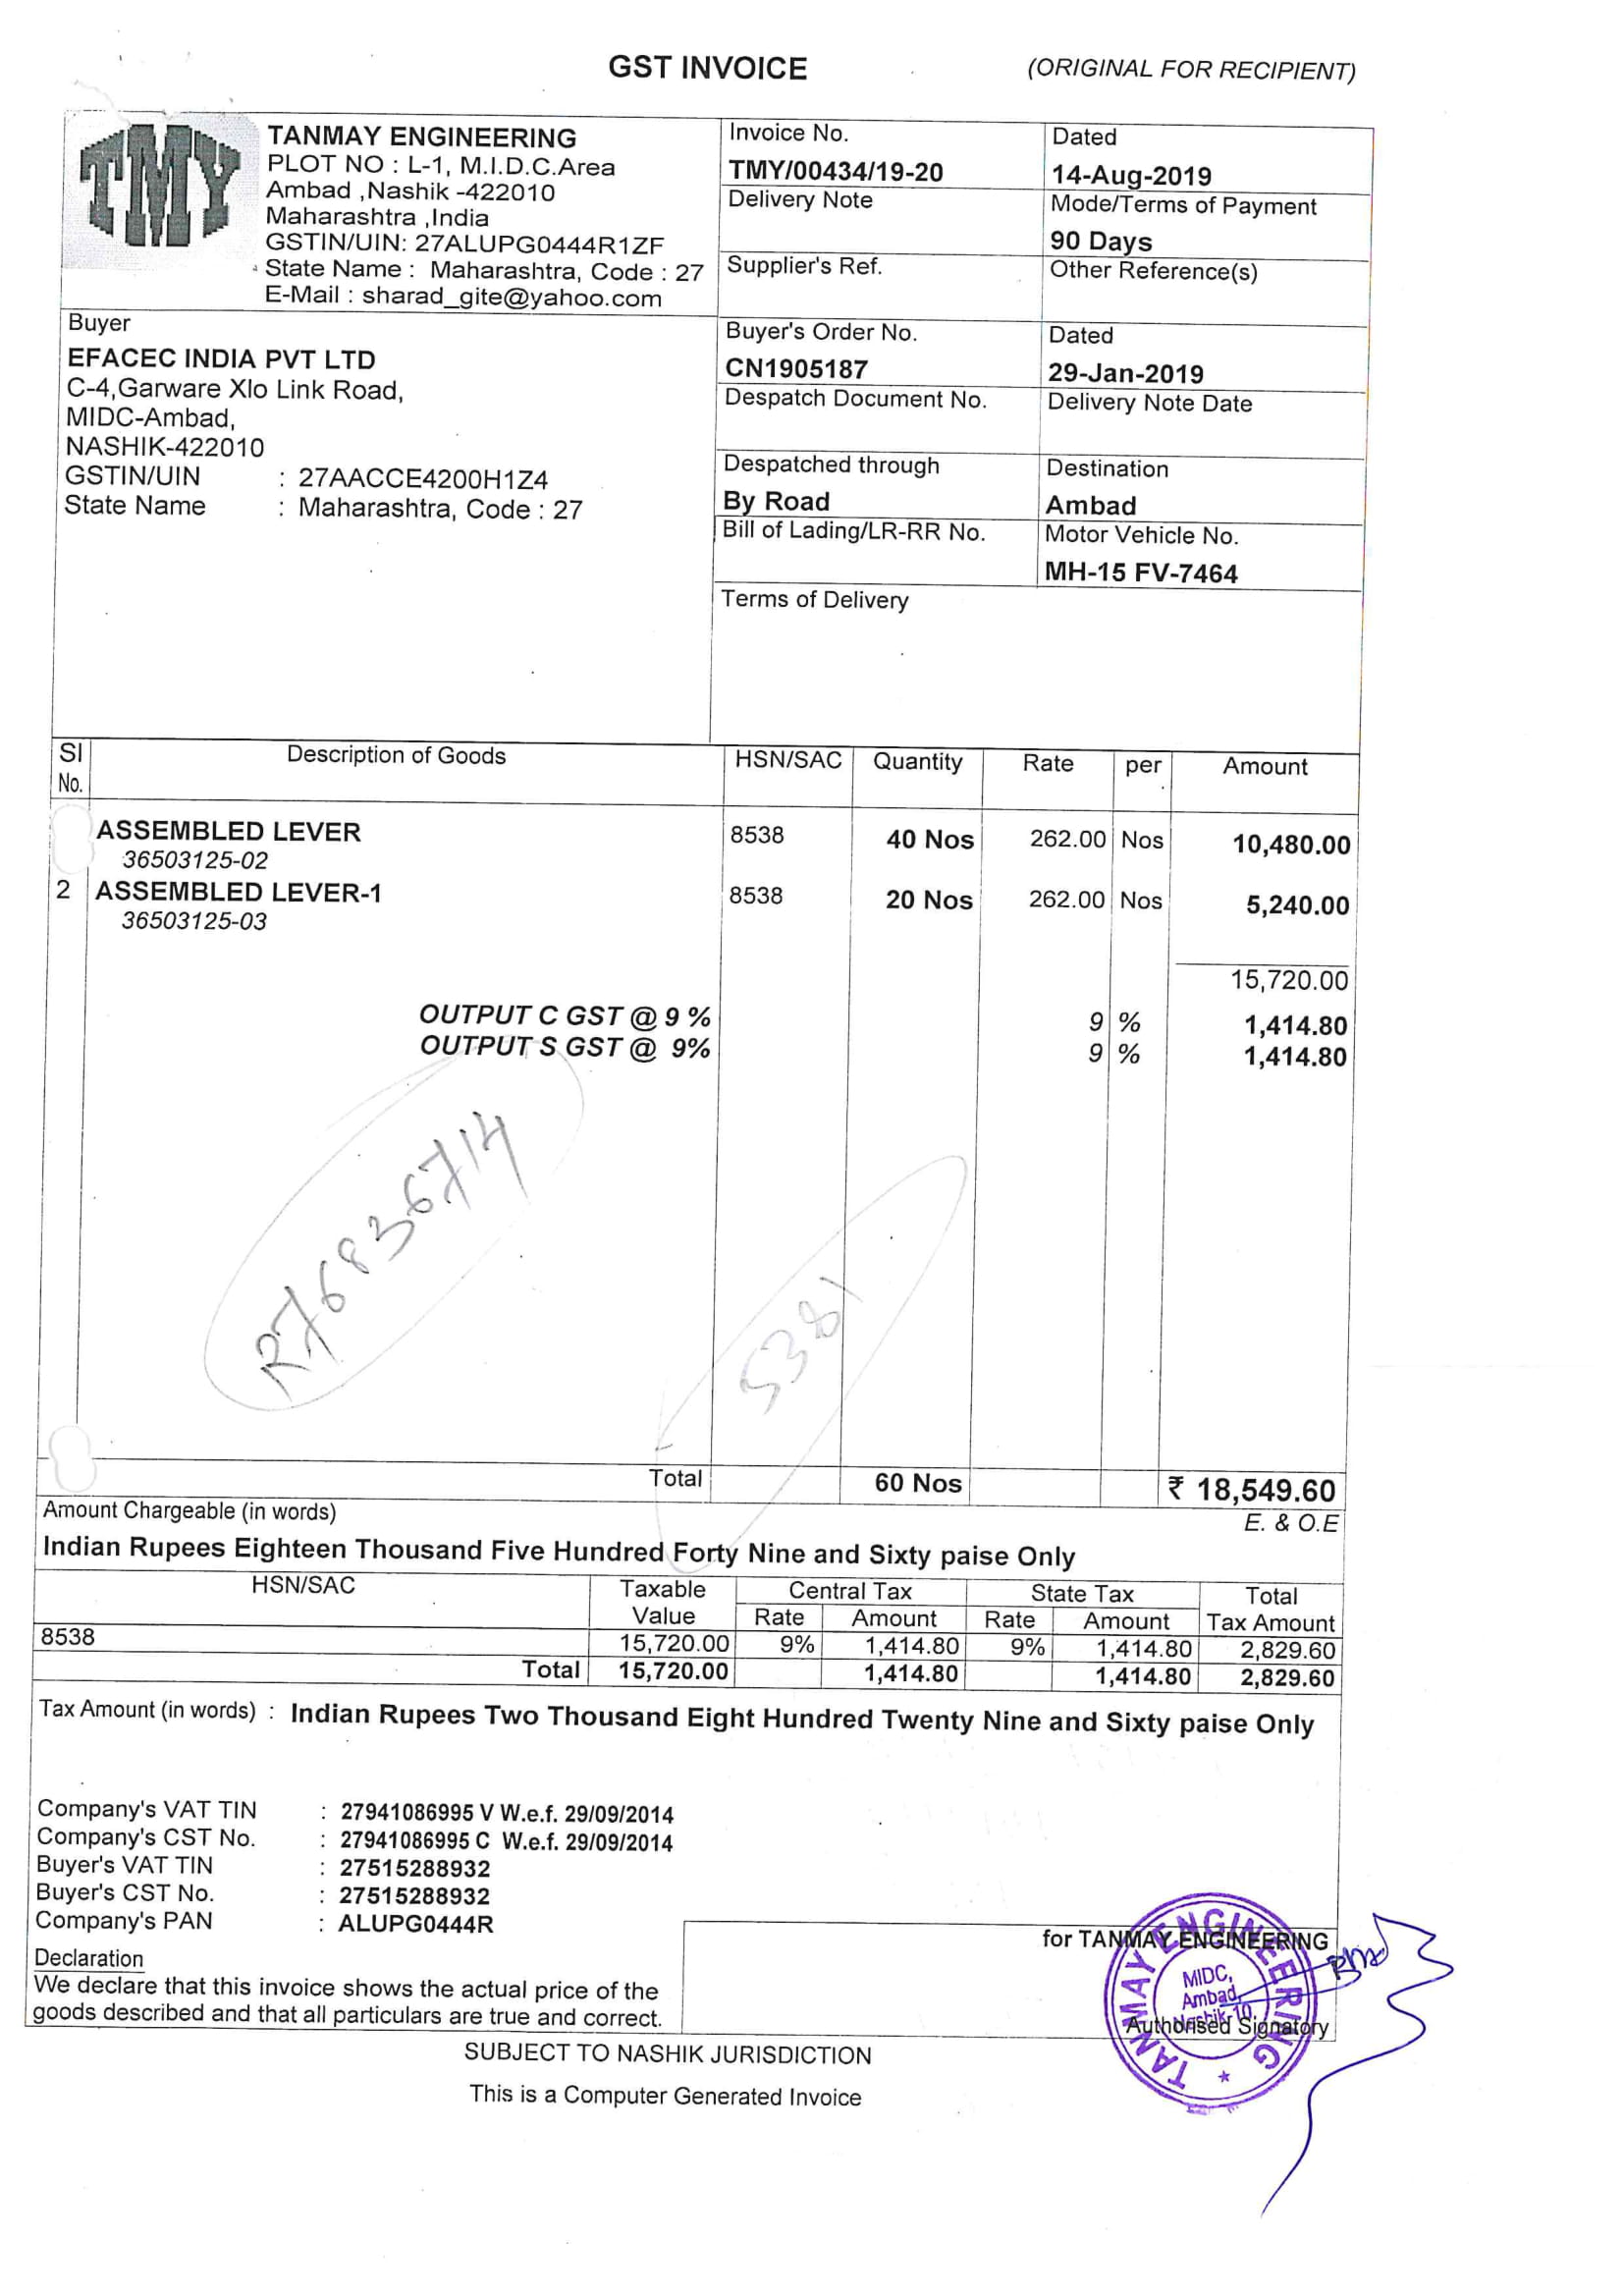 GST INVOICE (ORIGINAL FOR RECIPIENT)
TMY
TANMAY ENGINEERING
PLOT NO : L-1, M.I.D.C.Area
Ambad ,Nashik -422010
Maharashtra ,India
GSTIN/UIN: 27ALUPG0444R1ZF
State Name : Maharashtra, Code : 27
E-Mail : sharad_gite@yahoo.com
Invoice No. Dated
TMY/00434/19-20 14-Aug-2019
Delivery Note Mode/Terms of Payment
90 Days
Supplier's Ref. Other Reference(s)
Buyer
EFACEC INDIA PVT LTD
C-4,Garware Xlo Link Road,
MIDC-Ambad,
NASHIK-422010
GSTIN/UIN : 27AACCE4200H1Z4
State Name : Maharashtra, Code : 27
Buyer's Order No. Dated
CN1905187 29-Jan-2019
Despatch Document No. Delivery Note Date
Despatched through Destination
By Road Ambad
Bill of Lading/LR-RR No. Motor Vehicle No.
MH-15 FV-7464
Terms of Delivery
SI Description of Goods HSN/SAC Quantity Rate per Amount
No.
ASSEMBLED LEVER 8538 40 Nos 262.00 Nos 10,480.00
36503125-02
2 ASSEMBLED LEVER-1 8538 20 Nos 262.00 Nos 5,240.00
36503125-03
15,720.00
OUTPUT C GST @ 9 % 9 % 1,414.80
OUTPUT S GST @ 9% 9 % 1,414.80
R76836714
5381
Total 60 Nos ₹ 18,549.60
Amount Chargeable (in words) E. & O.E
Indian Rupees Eighteen Thousand Five Hundred Forty Nine and Sixty paise Only
HSN/SAC Taxable Central Tax State Tax Total
Value Rate Amount Rate Amount Tax Amount
8538 15,720.00 9% 1,414.80 9% 1,414.80 2,829.60
Total 15,720.00 1,414.80 1,414.80 2,829.60
Tax Amount (in words) : Indian Rupees Two Thousand Eight Hundred Twenty Nine and Sixty paise Only
Company's VAT TIN : 27941086995 V W.e.f. 29/09/2014
Company's CST No. : 27941086995 C W.e.f. 29/09/2014
Buyer's VAT TIN : 27515288932
Buyer's CST No. : 27515288932
Company's PAN : ALUPG0444R
Declaration
We declare that this invoice shows the actual price of the
goods described and that all particulars are true and correct.
for TANMAY ENGINEERING
TANMAY ENGINEERING
MIDC,
Ambad,
Nashik-10.
Authorised Signatory
SUBJECT TO NASHIK JURISDICTION
This is a Computer Generated Invoice